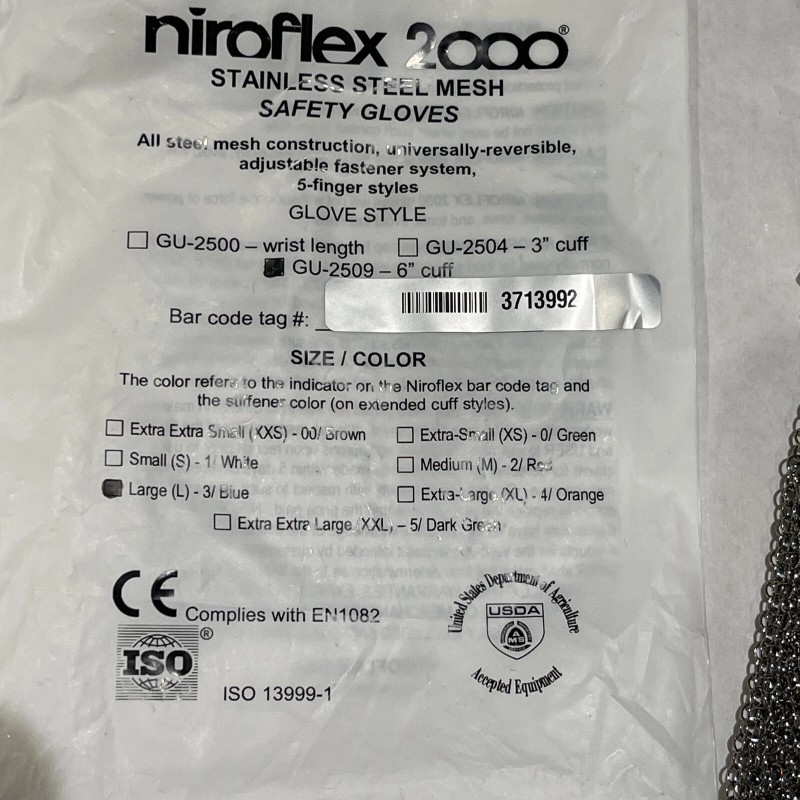 niroflex 2000®
STAINLESS STEEL MESH
SAFETY GLOVES
All steel mesh construction, universally-reversible,
adjustable fastener system,
5-finger styles
GLOVE STYLE
☐ GU-2500 – wrist length ☐ GU-2504 – 3” cuff
■ GU-2509 – 6” cuff
3713992
Bar code tag #:
SIZE / COLOR
The color refers to the indicator on the Niroflex bar code tag and
the surfener color (on extended cuff styles).
☐ Extra Extra Small (XXS) - 00/ Brown ☐ Extra-Small (XS) - 0/ Green
☐ Small (S) - 1/ White ☐ Medium (M) - 2/ Red
■ Large (L) - 3/ Blue ☐ Extra-Large (XL) - 4/ Orange
☐ Extra Extra Large (XXL) – 5/ Dark Green
CE Complies with EN1082
ISO®
ISO 13999-1
United States Department of Agriculture
USDA
AMS
Accepted Equipment